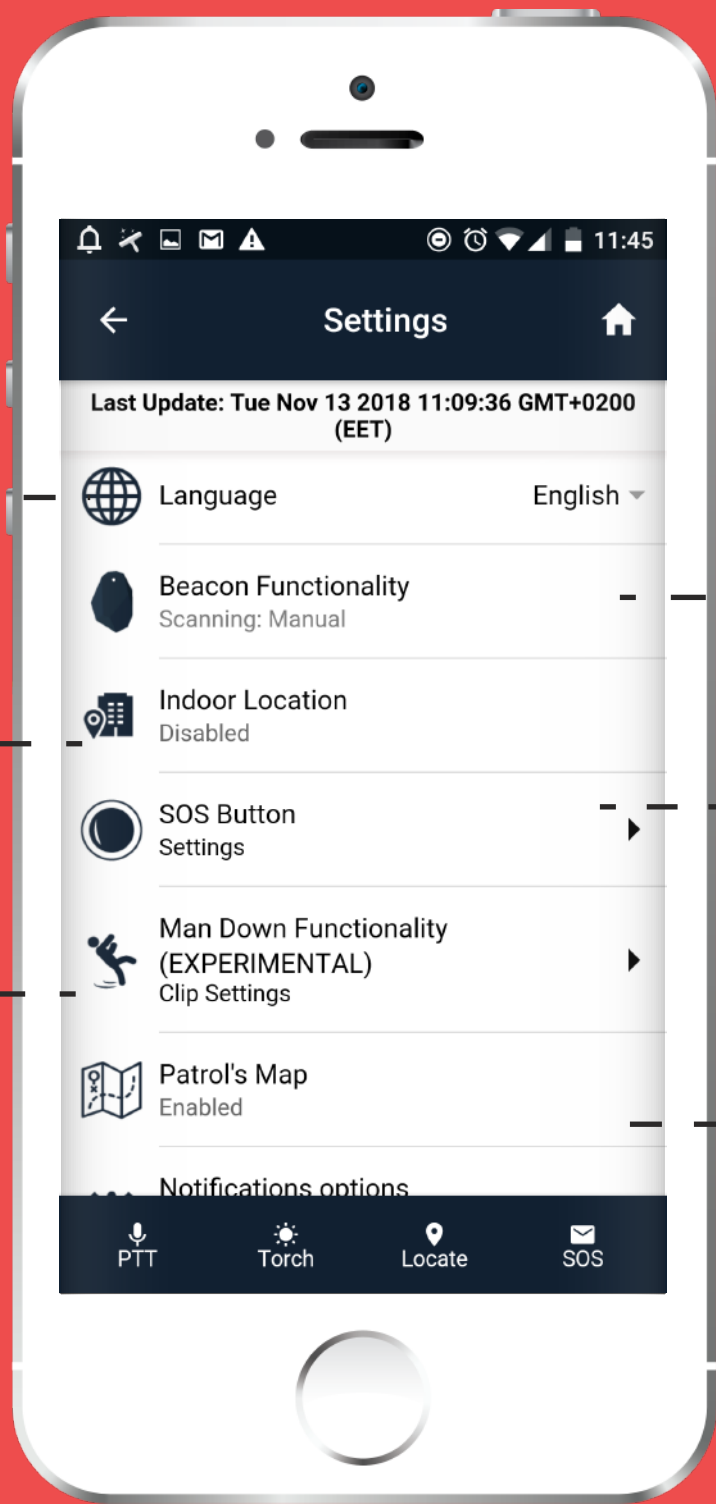 11:45
Settings
Last Update: Tue Nov 13 2018 11:09:36 GMT+0200
(EET)
Language English
Beacon Functionality
Scanning: Manual
Indoor Location
Disabled
SOS Button
Settings
Man Down Functionality
(EXPERIMENTAL)
Clip Settings
Patrol's Map
Enabled
Notifications options
PTT Torch Locate SOS